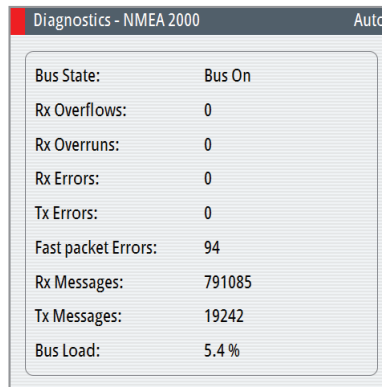 Diagnostics - NMEA 2000 Auto
Bus State: Bus On
Rx Overflows: 0
Rx Overruns: 0
Rx Errors: 0
Tx Errors: 0
Fast packet Errors: 94
Rx Messages: 791085
Tx Messages: 19242
Bus Load: 5.4 %